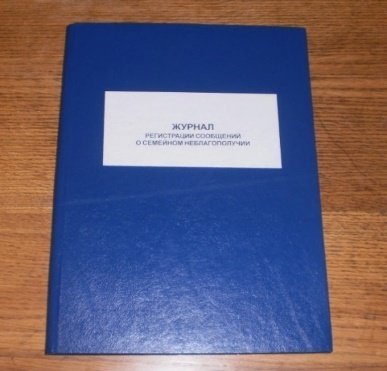 ЖУРНАЛ
РЕГИСТРАЦИИ СООБЩЕНИЙ
О СЕМЕЙНОМ НЕБЛАГОПОЛУЧИИ